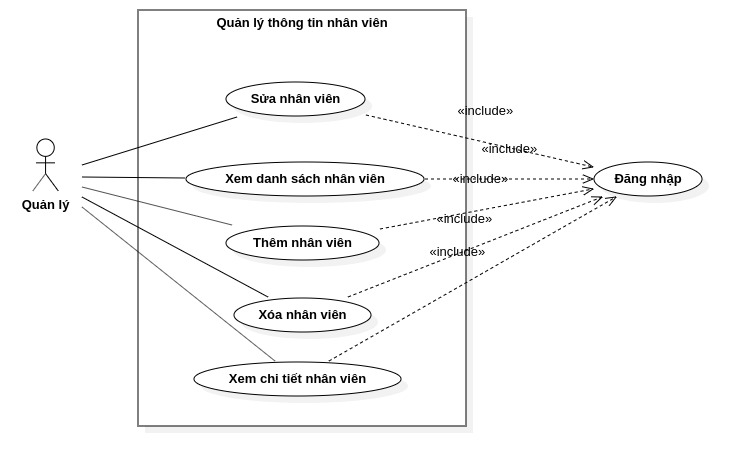 Quản lý thông tin nhân viên
Sửa nhân viên
«include»
«include»
Xem danh sách nhân viên
«include»
Đăng nhập
Quản lý
«include»
Thêm nhân viên
«include»
Xóa nhân viên
Xem chi tiết nhân viên